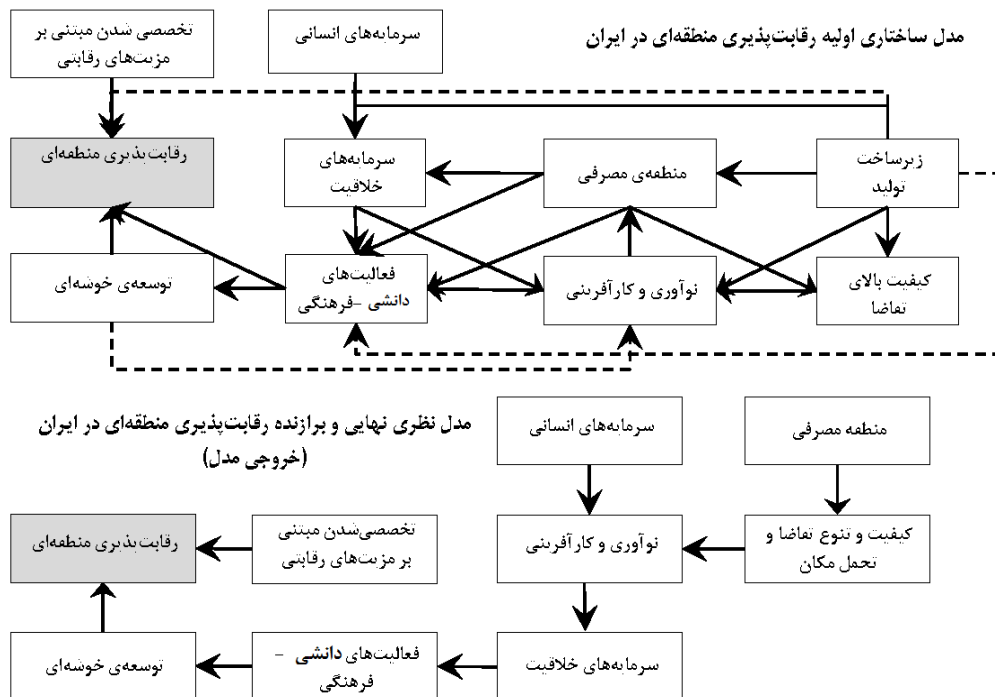 مدل ساختاری اولیه رقابت‌پذیری منطقه‌ای در ایران
سرمایه‌های انسانی
تخصصی شدن مبتنی بر
مزیت‌های رقابتی
زیرساخت
تولید
منطقه‌ی مصرفی
سرمایه‌های
خلاقیت
رقابت‌پذیری منطقه‌ای
کیفیت بالای
تقاضا
نوآوری و کارآفرینی
فعالیت‌های
دانشی -فرهنگی
توسعه‌ی خوشه‌ای
مدل نظری نهایی و برازنده رقابت‌پذیری منطقه‌ای در ایران
(خروجی مدل)
منطقه مصرفی
سرمایه‌های انسانی
کیفیت و تنوع تقاضا و
تحمل مکان
نوآوری و کارآفرینی
تخصصی‌شدن مبتنی
بر مزیت‌های رقابتی
رقابت‌پذیری منطقه‌ای
سرمایه‌های خلاقیت
فعالیت‌های دانشی -
فرهنگی
توسعه‌ی خوشه‌ای